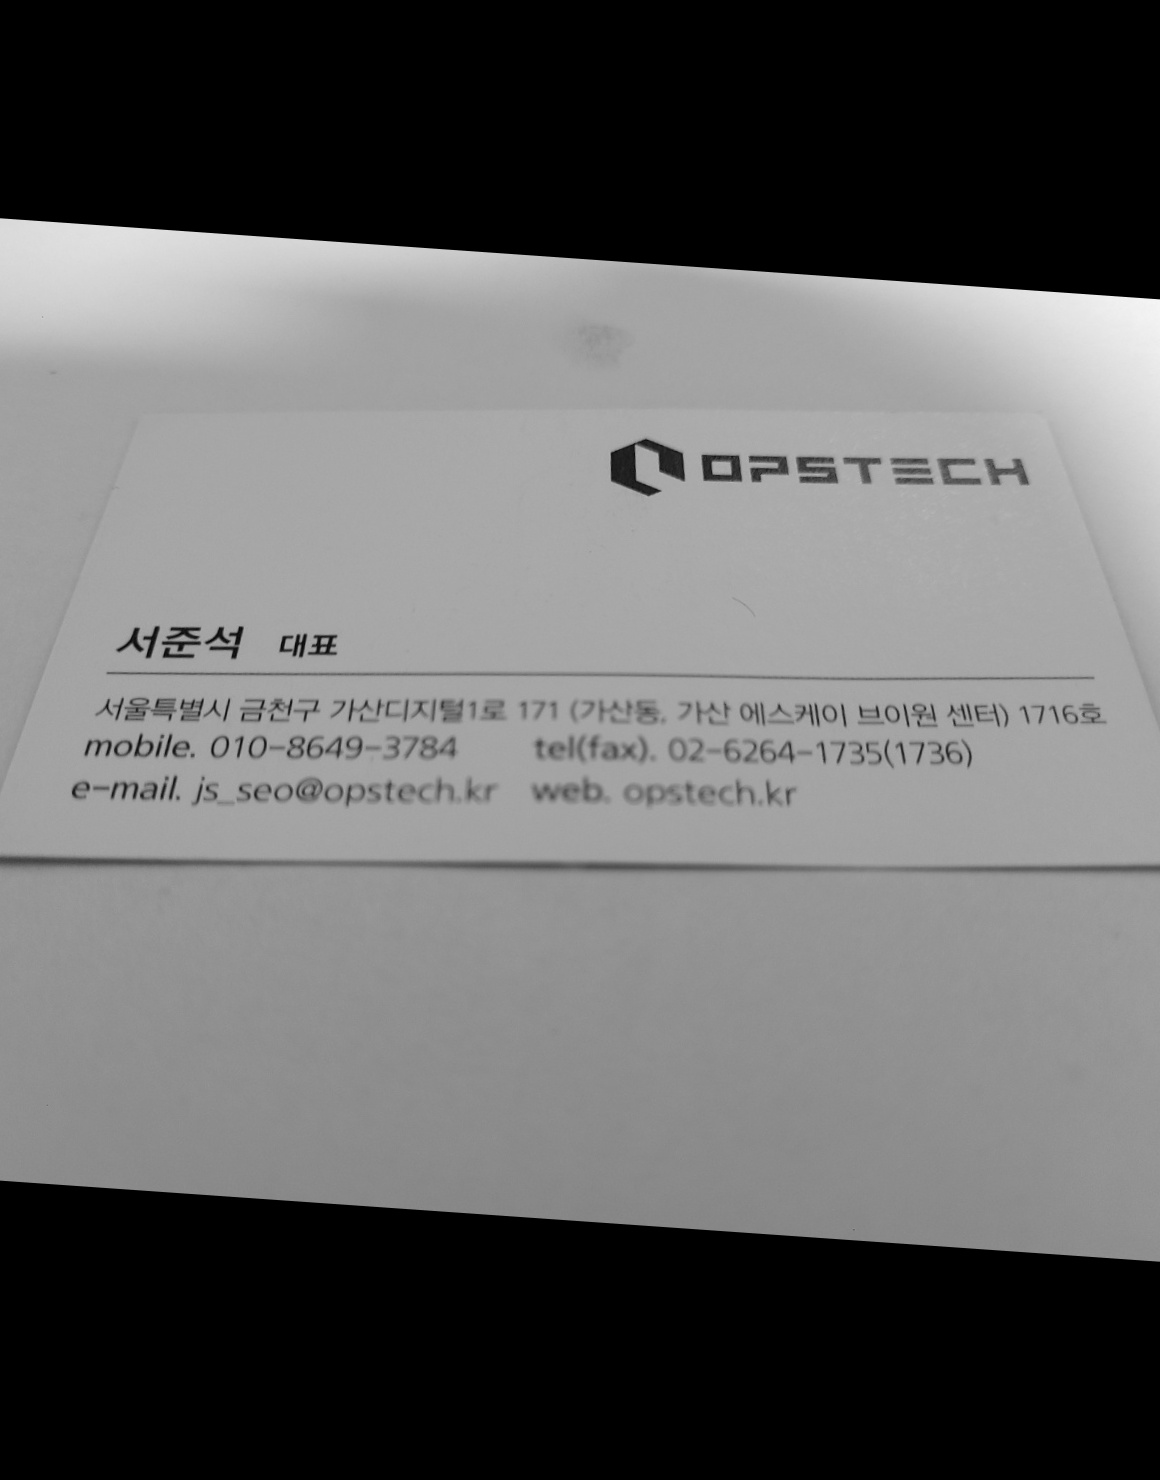 OPSTECH
서준석 대표
서울특별시 금천구 가산디지털1로 171 (가산동, 가산 에스케이 브이원 센터) 1716호
mobile. 010-8649-3784 tel(fax). 02-6264-1735(1736)
e-mail. js_seo@opstech.kr web. opstech.kr